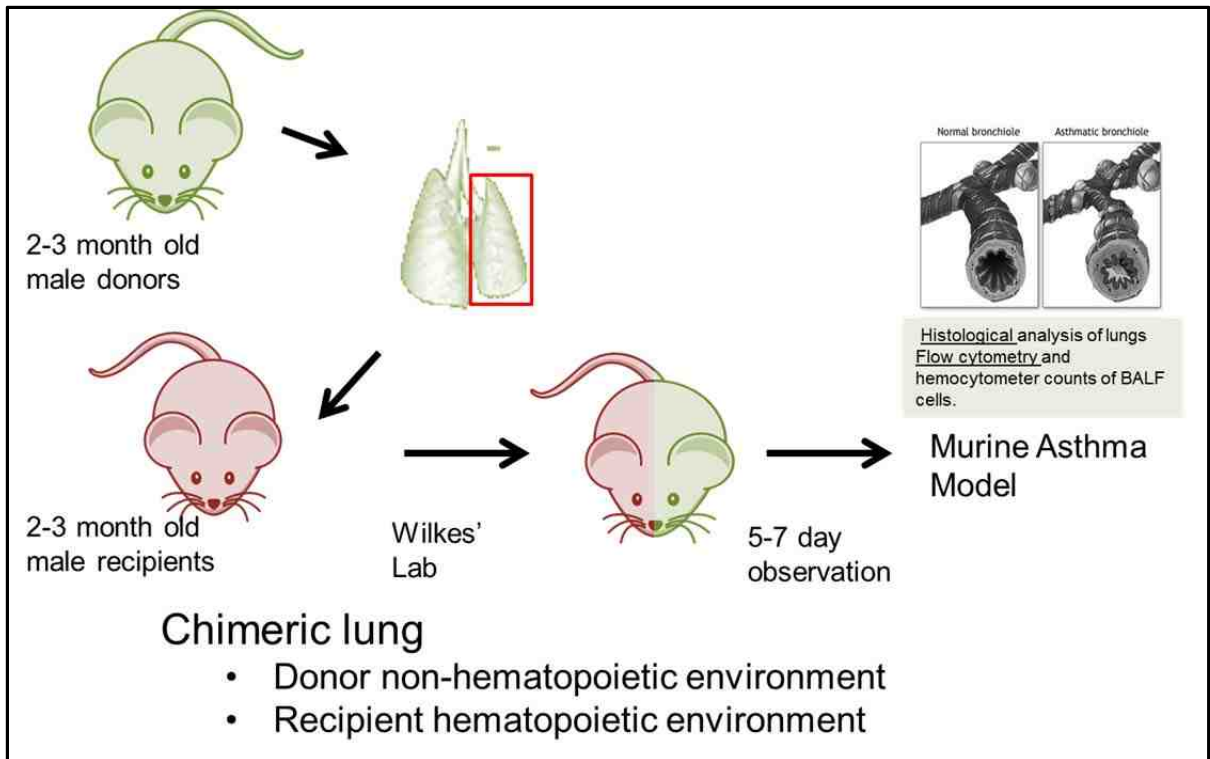 2-3 month old
male donors
Normal bronchiole
Asthmatic bronchiole
Histological analysis of lungs
Flow cytometry and
hemocytometer counts of BALF
cells.
Murine Asthma
Model
2-3 month old
male recipients
Wilkes'
Lab
5-7 day
observation
Chimeric lung
• Donor non-hematopoietic environment
• Recipient hematopoietic environment